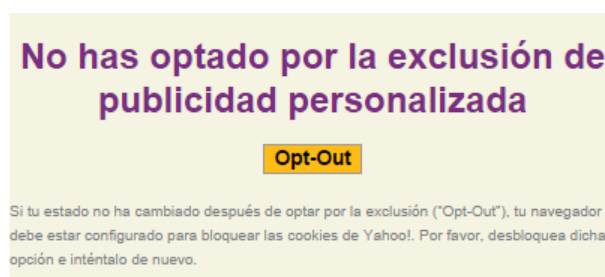 No has optado por la exclusión de
publicidad personalizada
Opt-Out
Si tu estado no ha cambiado después de optar por la exclusión ("Opt-Out"), tu navegador
debe estar configurado para bloquear las cookies de Yahoo!. Por favor, desbloquea dicha
opción e inténtalo de nuevo.